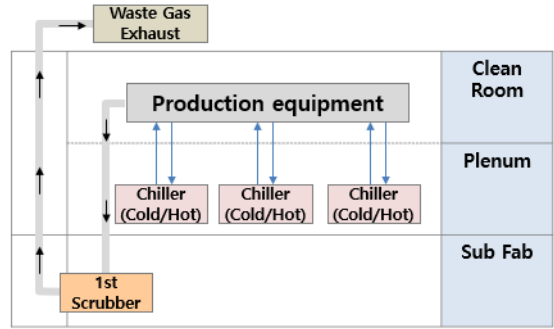 Waste Gas
Exhaust
Clean
Room
Production equipment
Plenum
Chiller
(Cold/Hot)
Chiller
(Cold/Hot)
Chiller
(Cold/Hot)
Sub Fab
1st
Scrubber